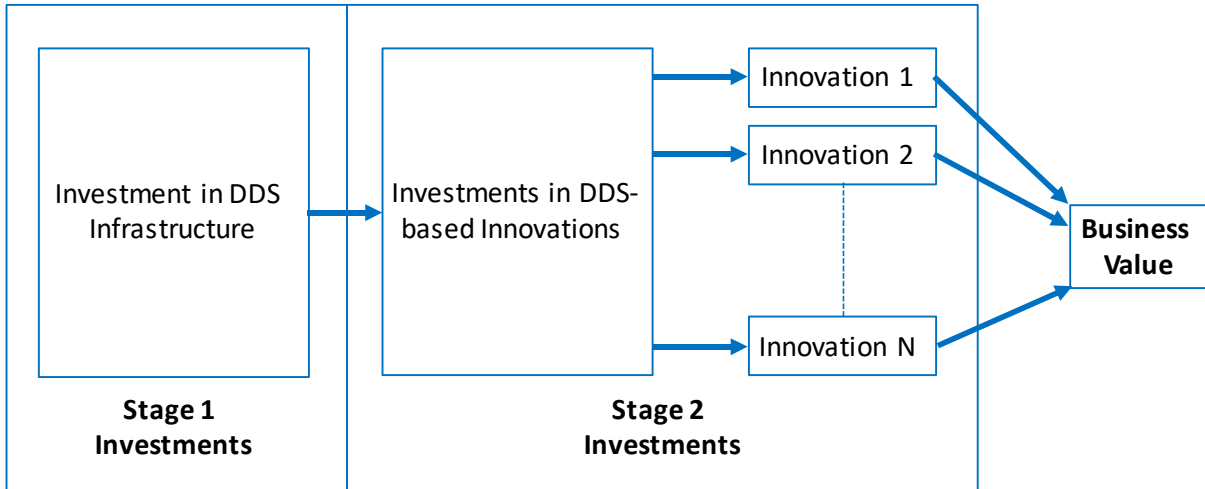 Investment in DDS
Infrastructure
Stage 1
Investments
Investments in DDS-
based Innovations
Innovation 1
Innovation 2
Innovation N
Stage 2
Investments
Business
Value